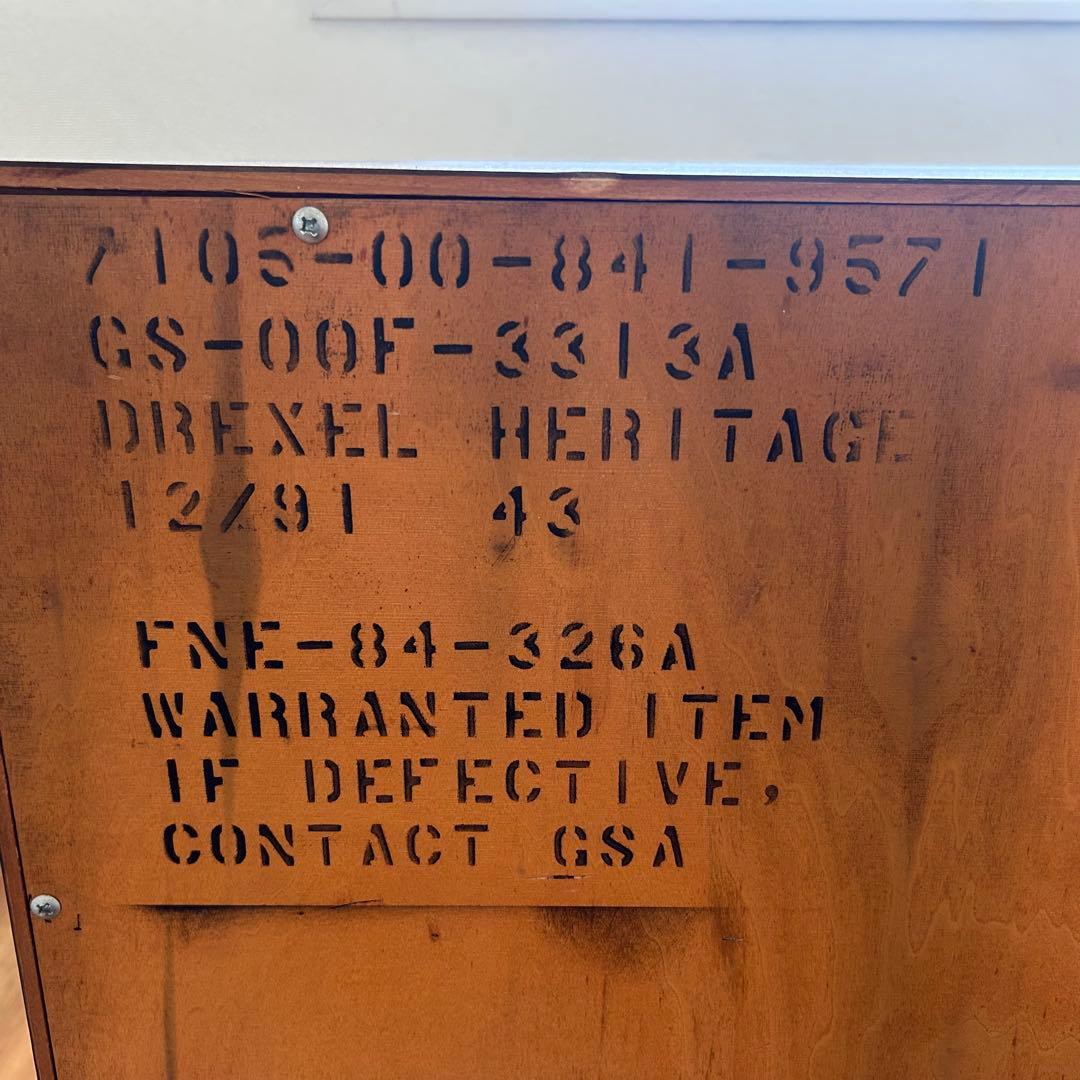 7105-00-841-9571
GS-00F-3313A
DREXEL HERITAGE
12/91 43
FNE-84-326A
WARRANTED ITEM
IF DEFECTIVE,
CONTACT GSA